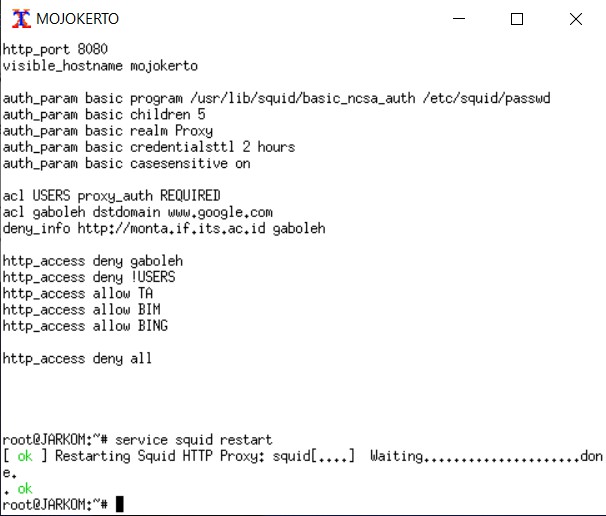 MOJOKERTO
http_port 8080
visible_hostname mojokerto
auth_param basic program /usr/lib/squid/basic_ncsa_auth /etc/squid/passwd
auth_param basic children 5
auth_param basic realm Proxy
auth_param basic credentialsttl 2 hours
auth_param basic casesensitive on
acl USERS proxy_auth REQUIRED
acl gaboleh dstdomain www.google.com
deny_info http://monta.if.its.ac.id gaboleh
http_access deny gaboleh
http_access deny !USERS
http_access allow TA
http_access allow BIM
http_access allow BING
http_access deny all
root@JARKOM:~# service squid restart
[ ok ] Restarting Squid HTTP Proxy: squid[....]  Waiting.....................don
e.
. ok
root@JARKOM:~#